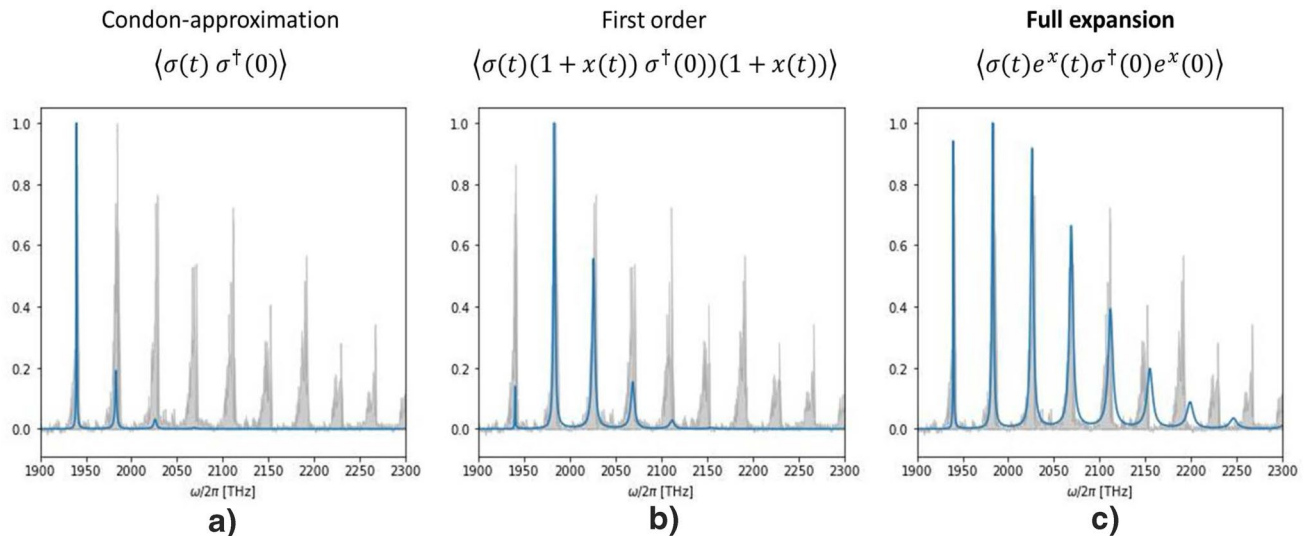 Condon-approximation
⟨σ(t) σ†(0)⟩
1.0
0.8
0.6
0.4
0.2
0.0
1900 1950 2000 2050 2100 2150 2200 2250 2300
ω/2π [THz]
a)
First order
⟨σ(t)(1 + x(t)) σ†(0))(1 + x(t))⟩
1.0
0.8
0.6
0.4
0.2
0.0
1900 1950 2000 2050 2100 2150 2200 2250 2300
ω/2π [THz]
b)
Full expansion
⟨σ(t)eˣ(t)σ†(0)eˣ(0)⟩
1.0
0.8
0.6
0.4
0.2
0.0
1900 1950 2000 2050 2100 2150 2200 2250 2300
ω/2π [THz]
c)